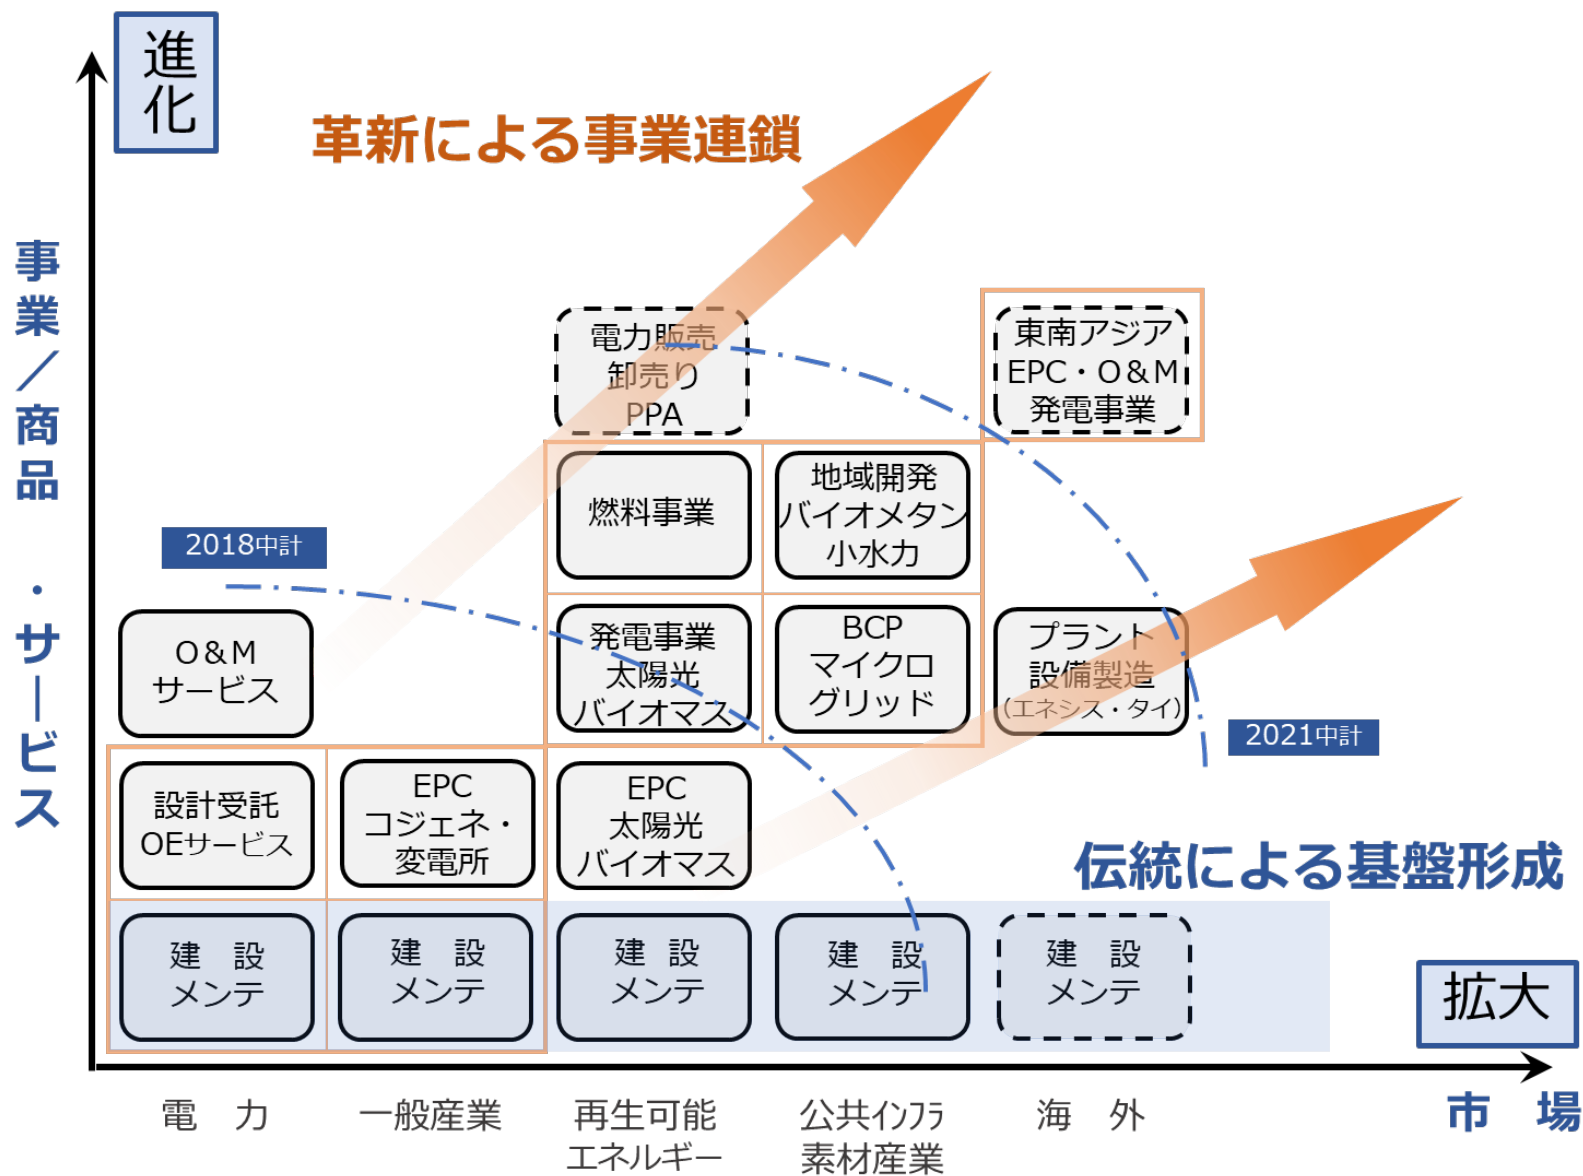 進
化
革新による事業連鎖
事業／商品・サービス
電力販売
卸売り
PPA
東南アジア
EPC・O&M
発電事業
燃料事業
地域開発
バイオメタン
小水力
2018中計
O&M
サービス
発電事業
太陽光
バイオマス
BCP
マイクロ
グリッド
プラント
設備製造
(エネシス・タイ)
2021中計
設計受託
OEサービス
EPC
コジェネ・
変電所
EPC
太陽光
バイオマス
伝統による基盤形成
建　設
メンテ
建　設
メンテ
建　設
メンテ
建　設
メンテ
建　設
メンテ
拡大
電　力
一般産業
再生可能
エネルギー
公共インフラ
素材産業
海　外
市　場